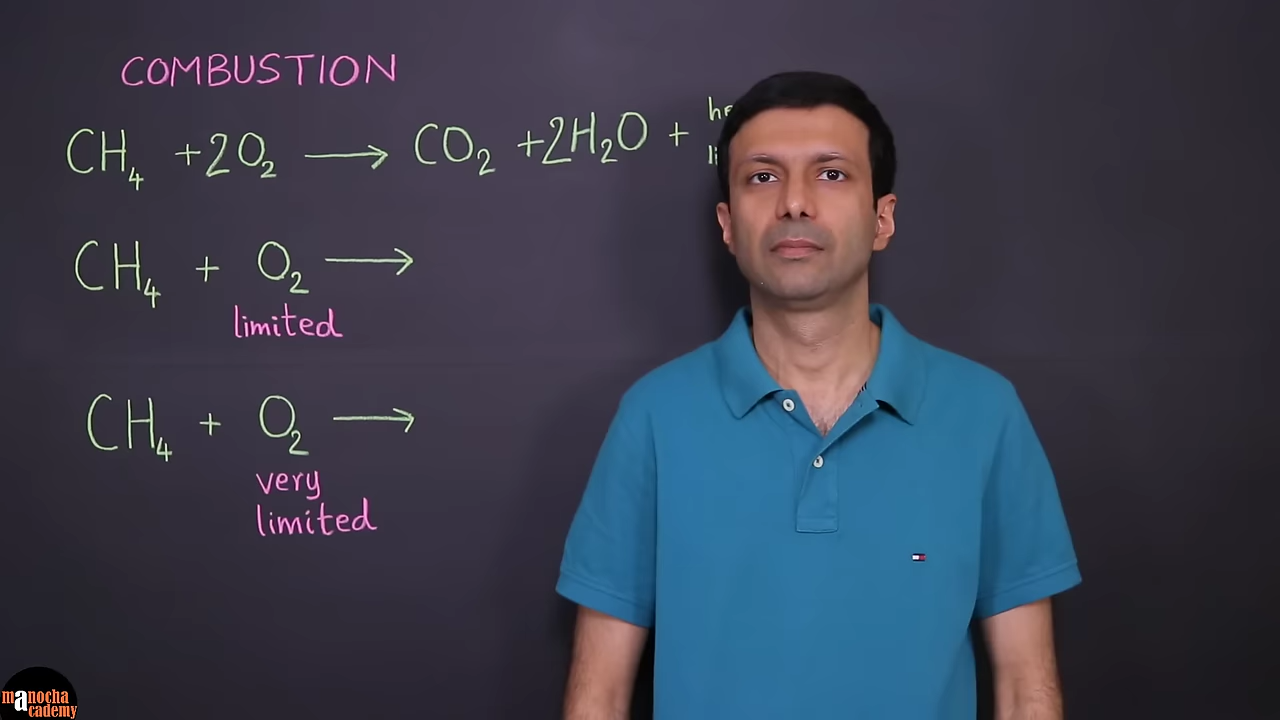 COMBUSTION
CH₄ + 2O₂ → CO₂ + 2H₂O +
CH₄ + O₂ →
limited
CH₄ + O₂ →
very
limited
manocha
academy